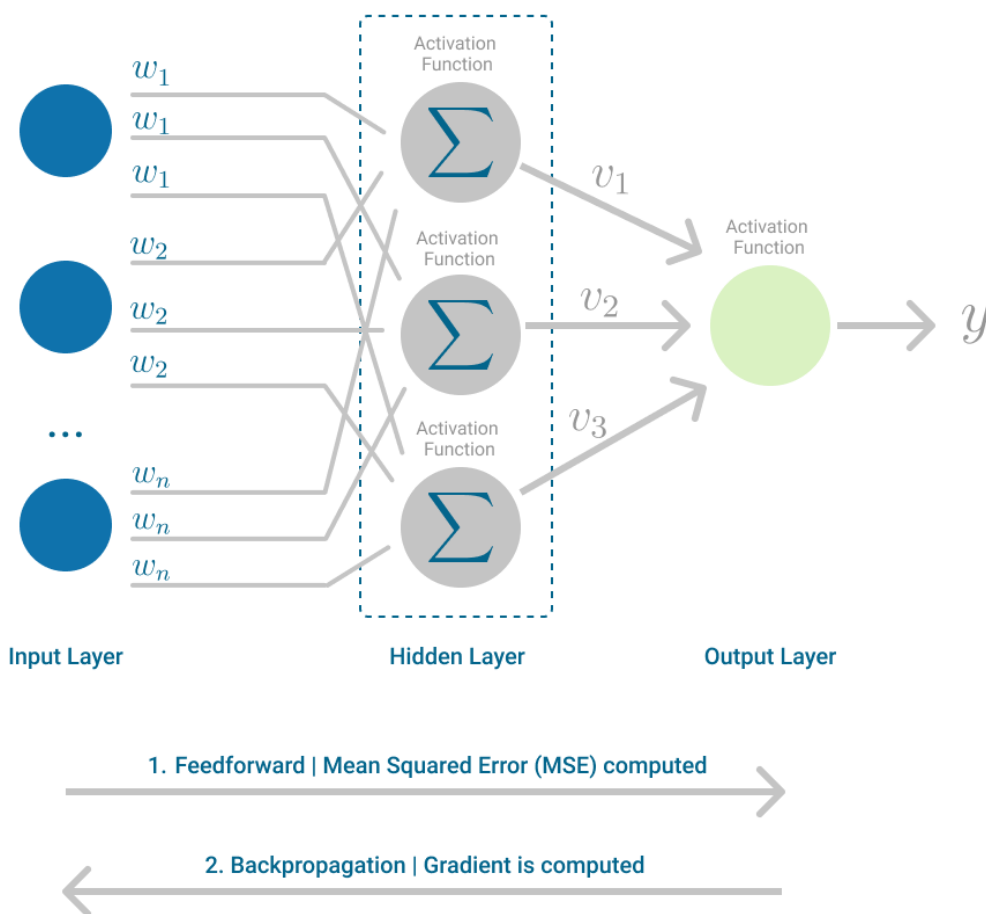 Activation
Function
w1
w1
w1
Σ
v1
Activation
Function
w2
w2
w2
Activation
Function
Σ
v2
y
...
Activation
Function
Σ
v3
wn
wn
wn
Input Layer
Hidden Layer
Output Layer
1. Feedforward | Mean Squared Error (MSE) computed
2. Backpropagation | Gradient is computed